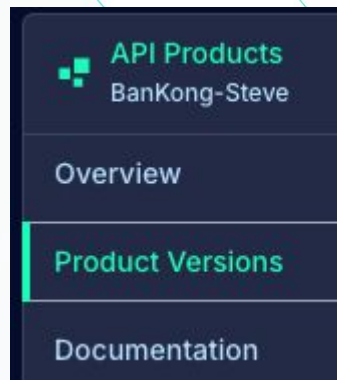 API Products
BanKong-Steve
Overview
Product Versions
Documentation